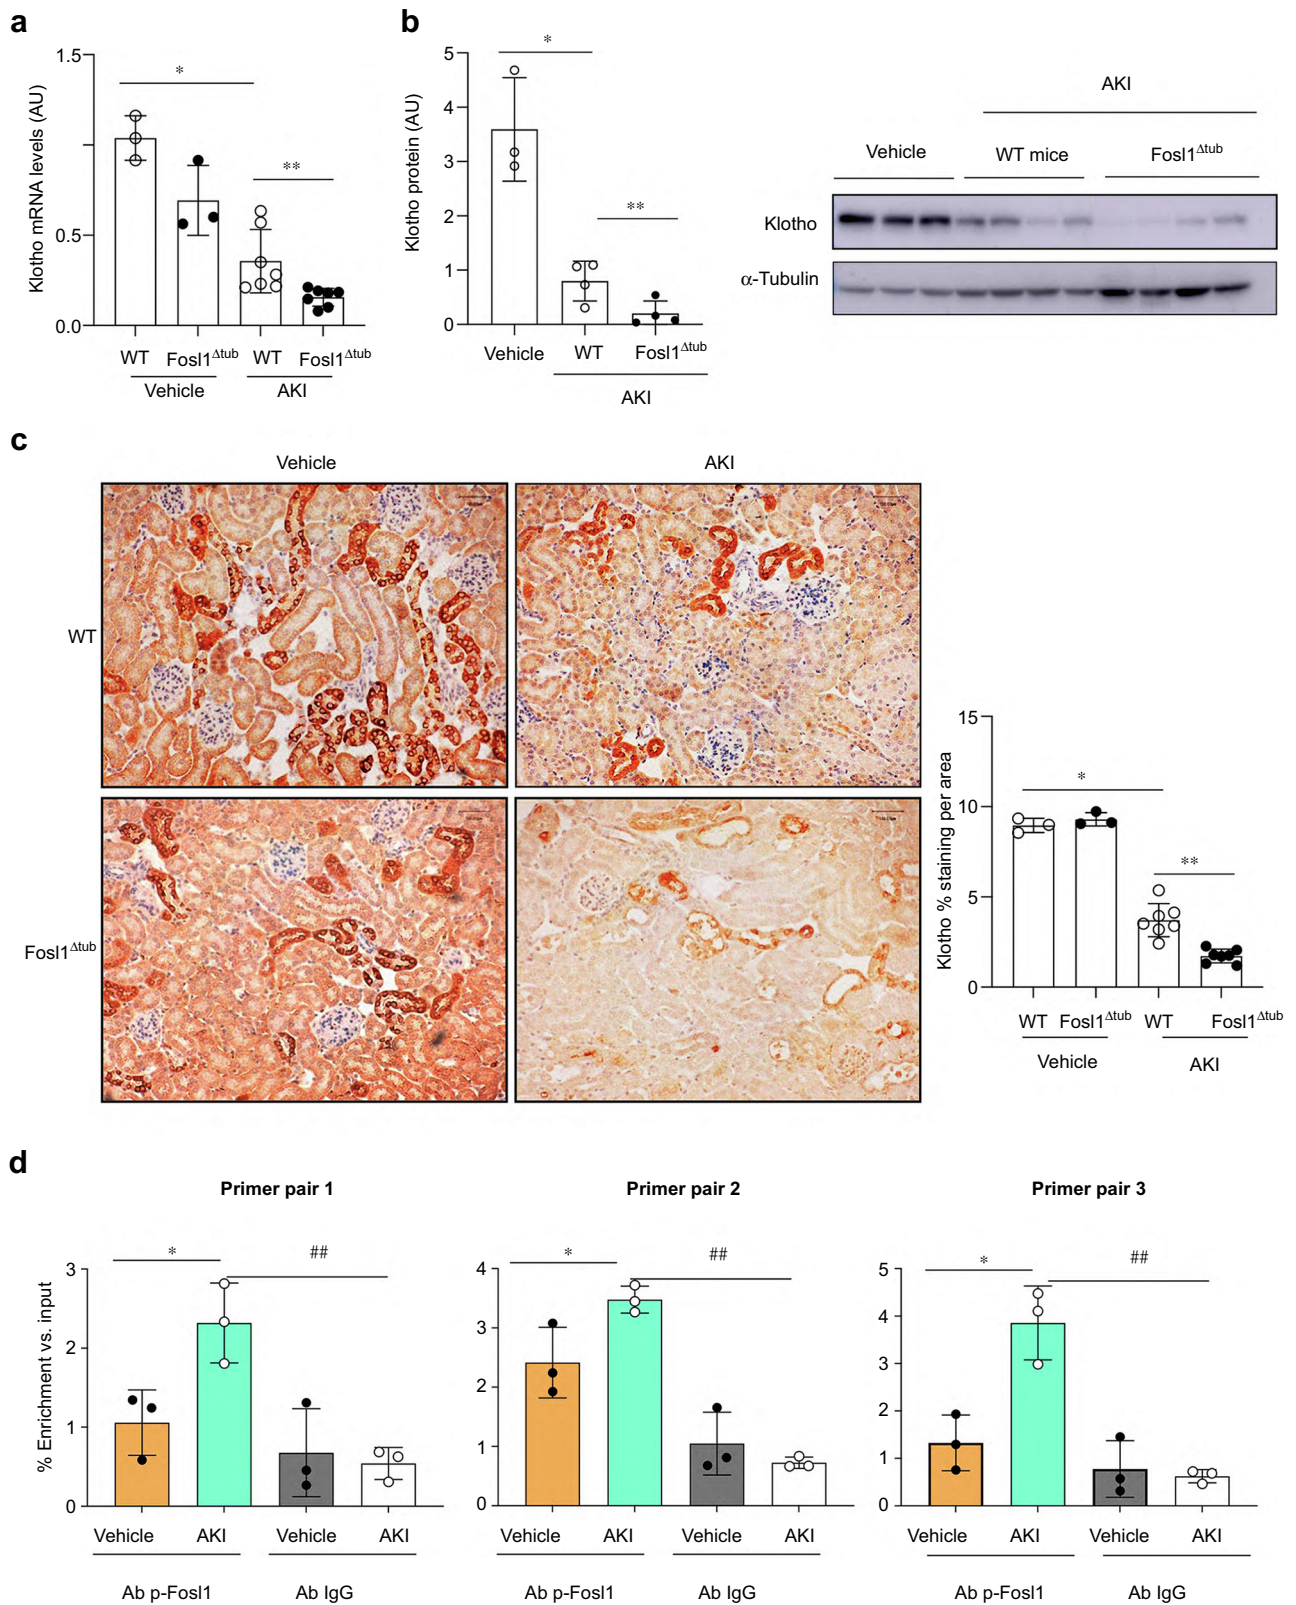 a
Klotho mRNA levels (AU)
1.5
0.5
0.0
*
**
WT Fosl1Δtub WT Fosl1Δtub
Vehicle AKI
b
Klotho protein (AU)
5
4
3
2
1
0
*
**
Vehicle WT Fosl1Δtub
AKI
AKI
Vehicle WT mice Fosl1Δtub
Klotho
α-Tubulin
c
Vehicle AKI
WT
Fosl1Δtub
Klotho % staining per area
15
10
5
0
*
**
WT Fosl1Δtub WT Fosl1Δtub
Vehicle AKI
d
Primer pair 1
% Enrichment vs. input
3
2
1
0
*
##
Vehicle AKI Vehicle AKI
Ab p-Fosl1 Ab IgG
Primer pair 2
4
3
2
1
0
*
##
Vehicle AKI Vehicle AKI
Ab p-Fosl1 Ab IgG
Primer pair 3
5
4
3
2
1
0
*
##
Vehicle AKI Vehicle AKI
Ab p-Fosl1 Ab IgG